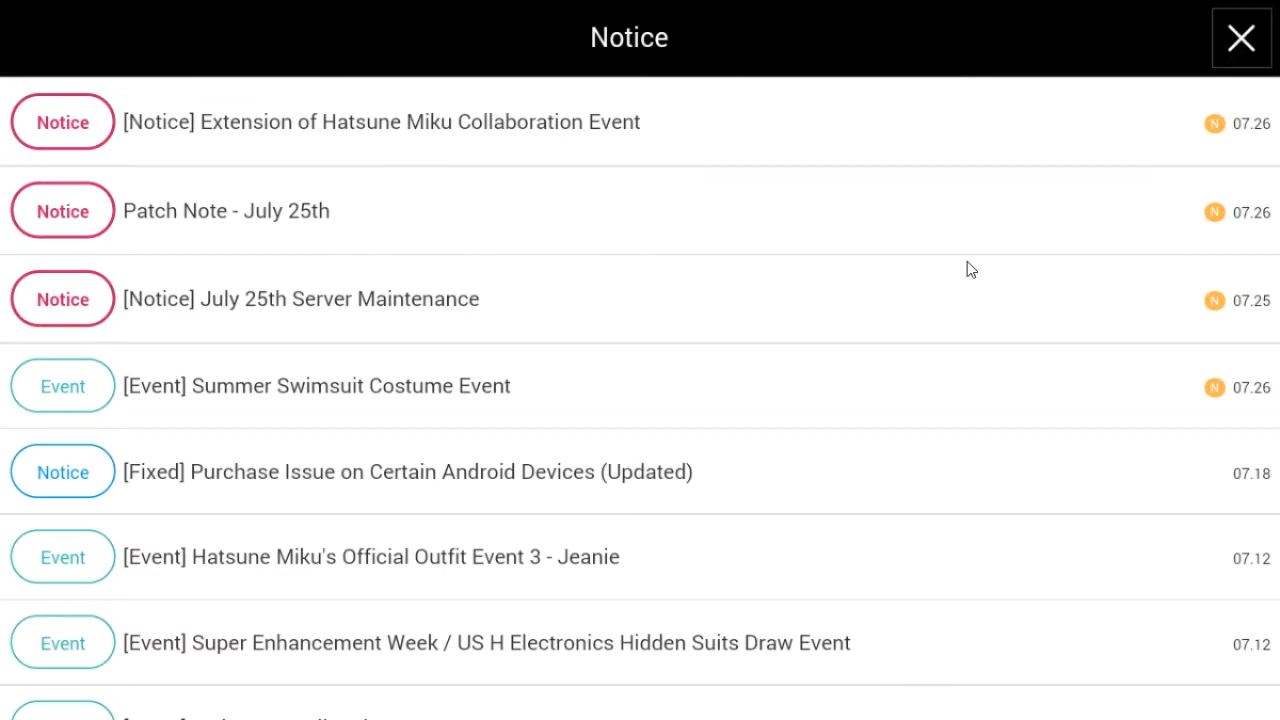 Notice
Notice [Notice] Extension of Hatsune Miku Collaboration Event N 07.26
Notice Patch Note - July 25th N 07.26
Notice [Notice] July 25th Server Maintenance N 07.25
Event [Event] Summer Swimsuit Costume Event N 07.26
Notice [Fixed] Purchase Issue on Certain Android Devices (Updated) 07.18
Event [Event] Hatsune Miku's Official Outfit Event 3 - Jeanie 07.12
Event [Event] Super Enhancement Week / US H Electronics Hidden Suits Draw Event 07.12